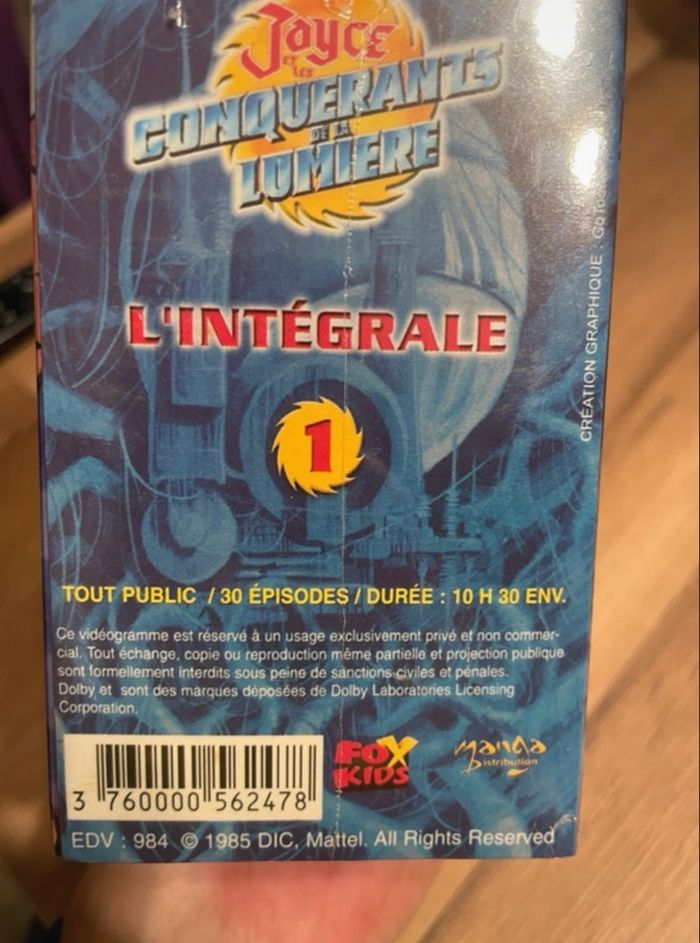 Jayce
ET LES
CONQUERANTS
DE LA
LUMIERE
L'INTÉGRALE
1
CRÉATION GRAPHIQUE :
TOUT PUBLIC / 30 ÉPISODES / DURÉE : 10 H 30 ENV.
Ce vidéogramme est réservé à un usage exclusivement privé et non commer-
cial. Tout échange, copie ou reproduction même partielle et projection publique
sont formellement interdits sous peine de sanctions civiles et pénales.
Dolby et sont des marques déposées de Dolby Laboratories Licensing
Corporation.
3 760000 562478
FOX
KIDS
manga
Distribution
EDV : 984 © 1985 DIC, Mattel. All Rights Reserved